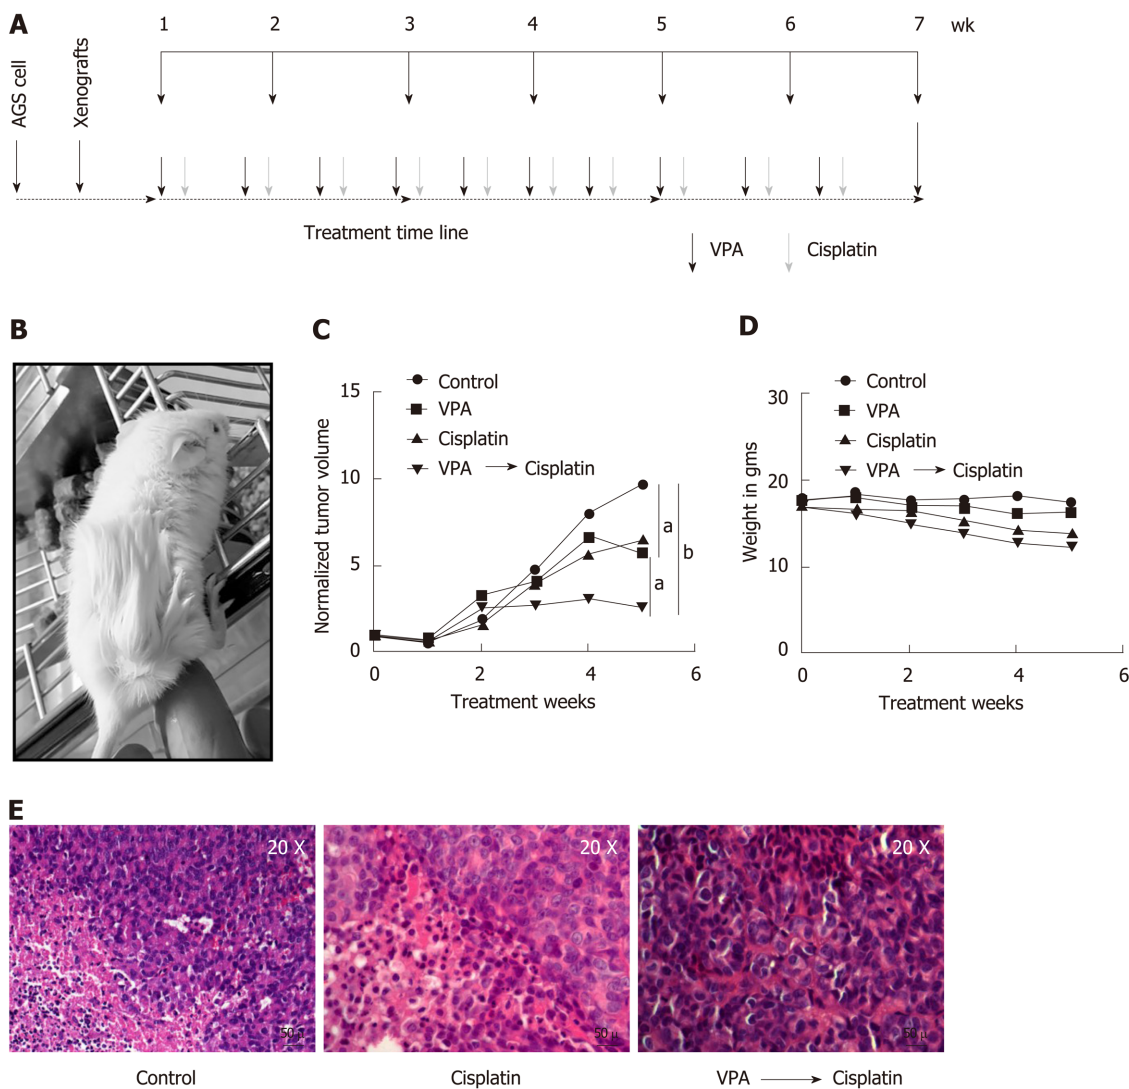 A
1 2 3 4 5 6 7 wk
AGS cell
Xenografts
Treatment time line
VPA
Cisplatin
B
C
Control
VPA
Cisplatin
VPA → Cisplatin
Normalized tumor volume
15
10
5
0
a
b
a
0 2 4 6
Treatment weeks
D
Control
VPA
Cisplatin
VPA → Cisplatin
Weight in gms
30
20
10
0
0 2 4 6
Treatment weeks
E
20 X
50 μ
Control
20 X
50 μ
Cisplatin
20 X
50 μ
VPA → Cisplatin